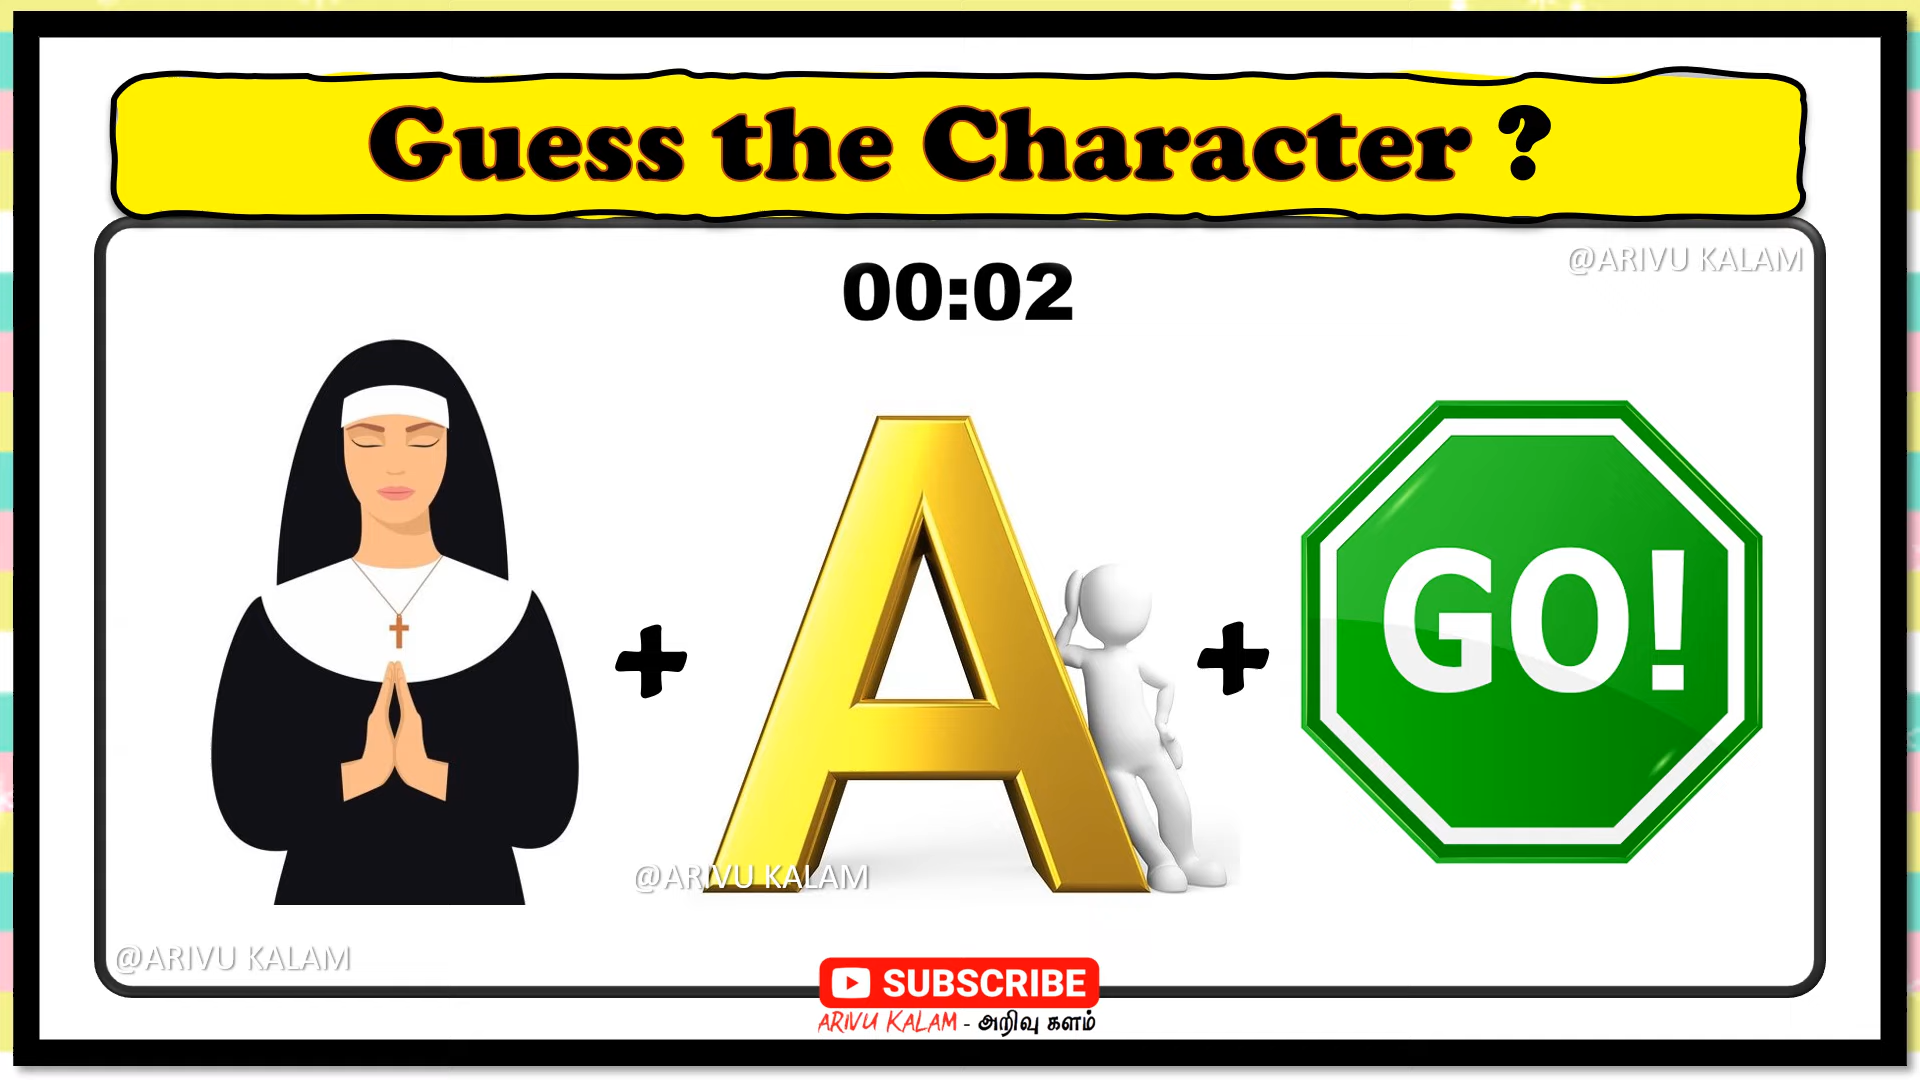 Guess the Character ?
@ARIVU KALAM
00:02
A
+
+
GO!
@ARIVU KALAM
@ARIVU KALAM
SUBSCRIBE
ARIVU KALAM - அறிவு களம்